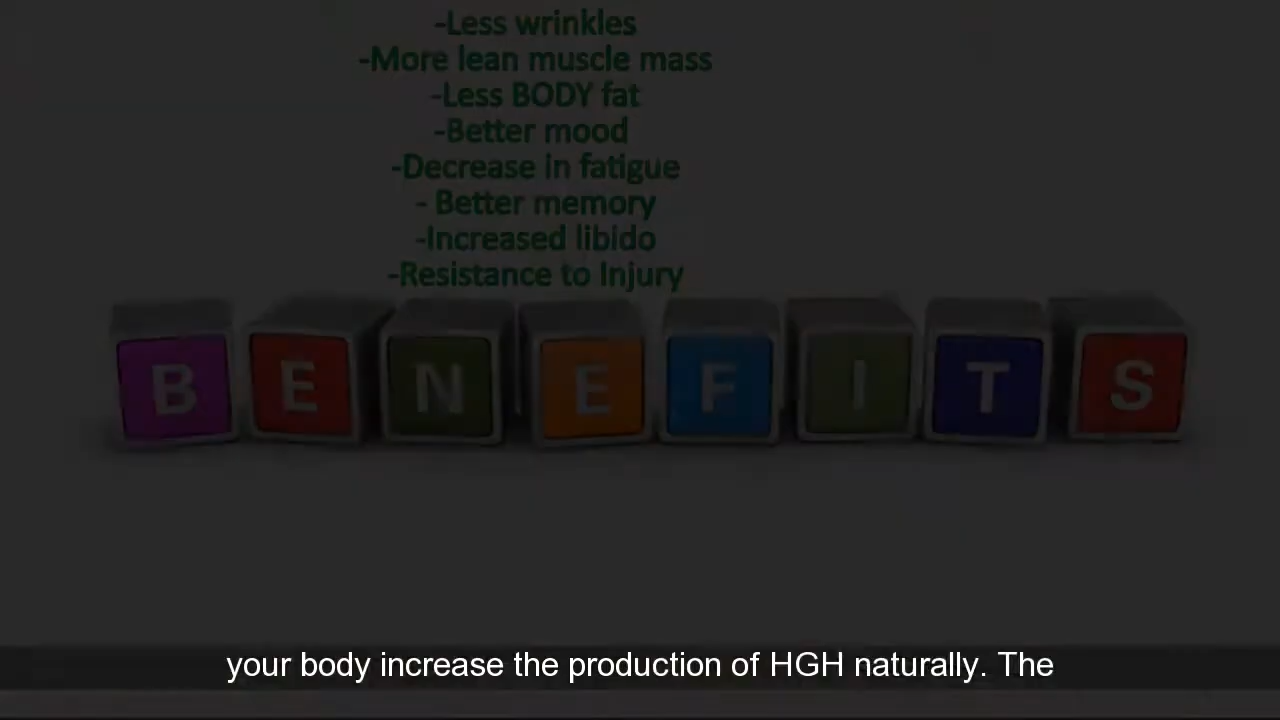 -Less wrinkles
-More lean muscle mass
-Less BODY fat
-Better mood
-Decrease in fatigue
- Better memory
-Increased libido
-Resistance to Injury
BENEFITS
your body increase the production of HGH naturally. The